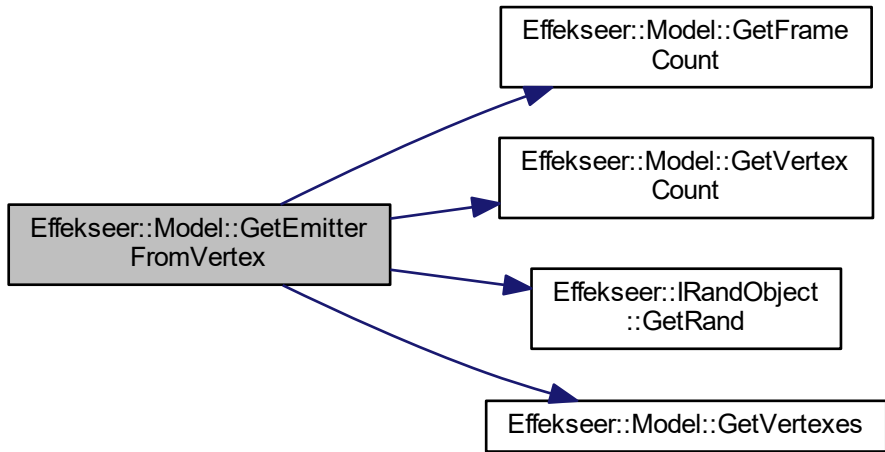 Effekseer::Model::GetFrame
Count
Effekseer::Model::GetVertex
Count
Effekseer::Model::GetEmitter
FromVertex
Effekseer::IRandObject
::GetRand
Effekseer::Model::GetVertexes